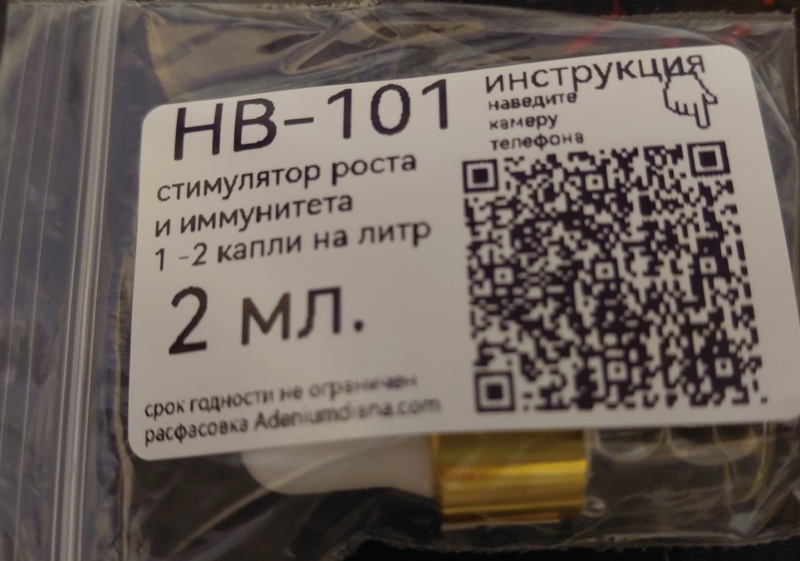 НВ-101
стимулятор роста
и иммунитета
1 -2 капли на литр
2 мл.
срок годности не ограничен
расфасовка Adeniumdiana.com
инструкция
наведите
камеру
телефона